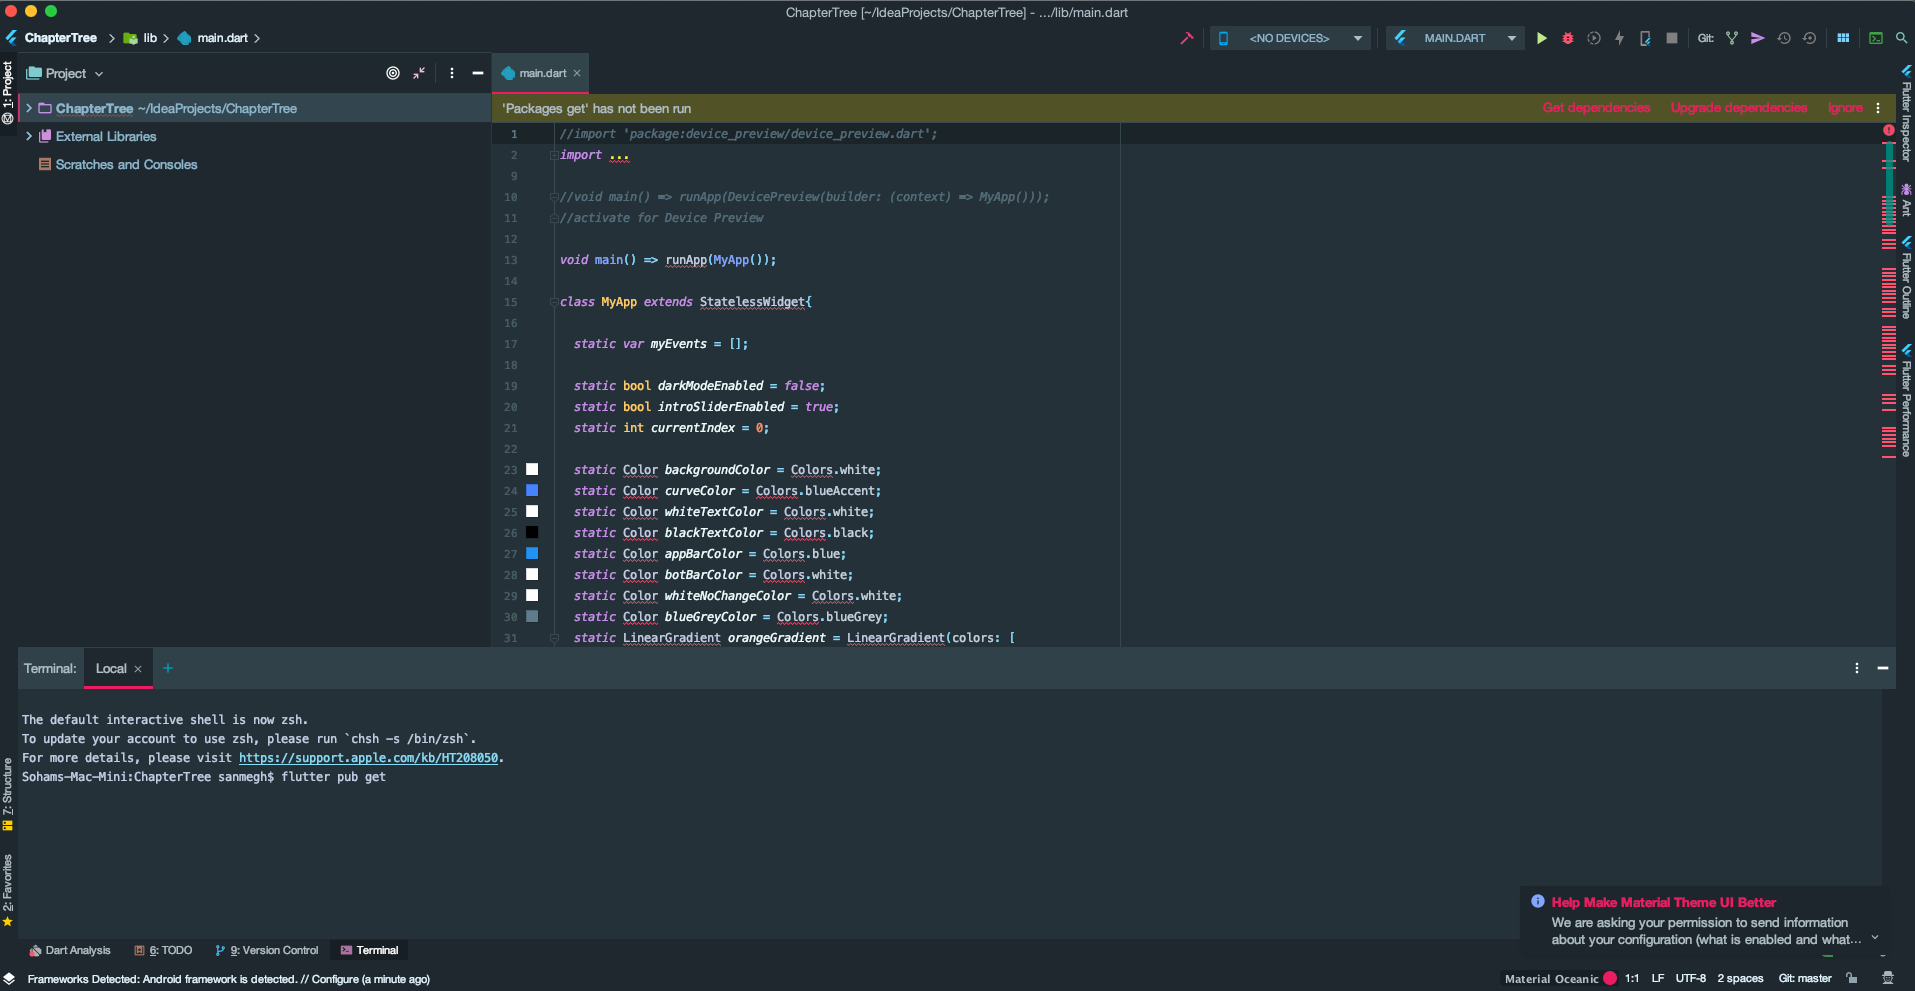 ChapterTree [~/IdeaProjects/ChapterTree] - .../lib/main.dart
ChapterTree lib main.dart
<NO DEVICES> MAIN.DART Git:
Project
main.dart
ChapterTree ~/IdeaProjects/ChapterTree
External Libraries
Scratches and Consoles
'Packages get' has not been run
Get dependencies Upgrade dependencies Ignore
1 //import 'package:device_preview/device_preview.dart';
2 import ...
9
10 //void main() => runApp(DevicePreview(builder: (context) => MyApp()));
11 //activate for Device Preview
12
13 void main() => runApp(MyApp());
14
15 class MyApp extends StatelessWidget{
16
17 static var myEvents = [];
18
19 static bool darkModeEnabled = false;
20 static bool introSliderEnabled = true;
21 static int currentIndex = 0;
22
23 static Color backgroundColor = Colors.white;
24 static Color curveColor = Colors.blueAccent;
25 static Color whiteTextColor = Colors.white;
26 static Color blackTextColor = Colors.black;
27 static Color appBarColor = Colors.blue;
28 static Color botBarColor = Colors.white;
29 static Color whiteNoChangeColor = Colors.white;
30 static Color blueGreyColor = Colors.blueGrey;
31 static LinearGradient orangeGradient = LinearGradient(colors: [
1: Project
7: Structure
2: Favorites
Flutter Inspector
Ant
Flutter Outline
Flutter Performance
Terminal: Local +
The default interactive shell is now zsh.
To update your account to use zsh, please run `chsh -s /bin/zsh`.
For more details, please visit https://support.apple.com/kb/HT208050.
Sohams-Mac-Mini:ChapterTree sanmegh$ flutter pub get
Help Make Material Theme UI Better
We are asking your permission to send information
about your configuration (what is enabled and what...
Dart Analysis 6: TODO 9: Version Control Terminal
Frameworks Detected: Android framework is detected. // Configure (a minute ago)
Material Oceanic 1:1 LF UTF-8 2 spaces Git: master